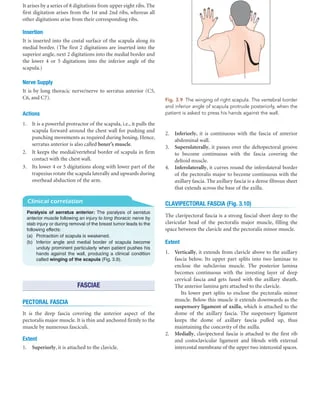 It arises by a series of 8 digitations from upper eight ribs. The
first digitation arises from the 1st and 2nd ribs, whereas all
other digitations arise from their corresponding ribs.
Insertion
It is inserted into the costal surface of the scapula along its
medial border. (The first 2 digitations are inserted into the
superior angle, next 2 digitations into the medial border and
the lower 4 or 5 digitations into the inferior angle of the
scapula.)
Nerve Supply
It is by long thoracic nerve/nerve to serratus anterior (C5,
C6, and C7).
Actions
1. It is a powerful protractor of the scapula, i.e., it pulls the
scapula forward around the chest wall for pushing and
punching movements as required during boxing. Hence,
serratus anterior is also called boxer's muscle.
2. It keeps the medial/vertebral border of scapula in firm
contact with the chest wall.
3. Its lower 4 or 5 digitations along with lower part of the
trapezius rotate the scapula laterally and upwards during
overhead abduction of the arm.
Clinical correlation
Paralysis of serratus anterior: The paralysis of serratus
anterior muscle following an injury to long thoracic nerve by
stab injury or during removal of the breast tumor leads to the
following effects:
(a) Protraction of scapula is weakened.
(b) Inferior angle and medial border of scapula become
unduly prominent particularly when patient pushes his
hands against the wall, producing a clinical condition
called winging of the scapula (Fig. 3.9).
FASCIAE
PECTORAL FASCIA
It is the deep fascia covering the anterior aspect of the
pectoralis major muscle. It is thin and anchored firmly to the
muscle by numerous fasciculi.
Extent
1. Superiorly, it is attached to the clavicle.
Fig. 3.9 The winging of right scapula. The vertebral border
and inferior angle of scapula protrude posteriorly when the
patient is asked to press his hands against the wall.
2. Inferiorly, it is continuous with the fascia of anterior
abdominal wall.
3. Superolaterally, it passes over the deltopectoral groove
to become continuous with the fascia covering the
deltoid muscle.
4. Inferolaterally, it curves round the inferolateral border
of the pectoralis major to become continuous with the
axillary fascia. The axillary fascia is a dense fibrous sheet
that extends across the base of the axilla.
CLAVIPECTORAL FASCIA (Fig. 3.10)
The clavipectoral fascia is a strong fascial sheet deep to the
clavicular head of the pectoralis major muscle, filling the
space between the clavicle and the pectoralis minor muscle.
Extent
1. Vertically, it extends from clavicle above to the axillary
fascia below. Its upper part splits into two laminae to
enclose the subclavius muscle. The posterior lamina
becomes continuous with the investing layer of deep
cervical fascia and gets fused with the axillary sheath.
The anterior lamina gets attached to the clavicle.
Its lower part splits to enclose the pectoralis minor
muscle. Below this muscle it extends downwards as the
suspensory ligament of axilla, which is attached to the
dome of the axillary fascia. The suspensory ligament
keeps the dome of axillary fascia pulled up, thus
maintaining the concavity of the axilla.
2. Medially, clavipectoral fascia is attached to the first rib
and costoclavicular ligament and blends with external
intercostal membrane of the upper two intercostal spaces.